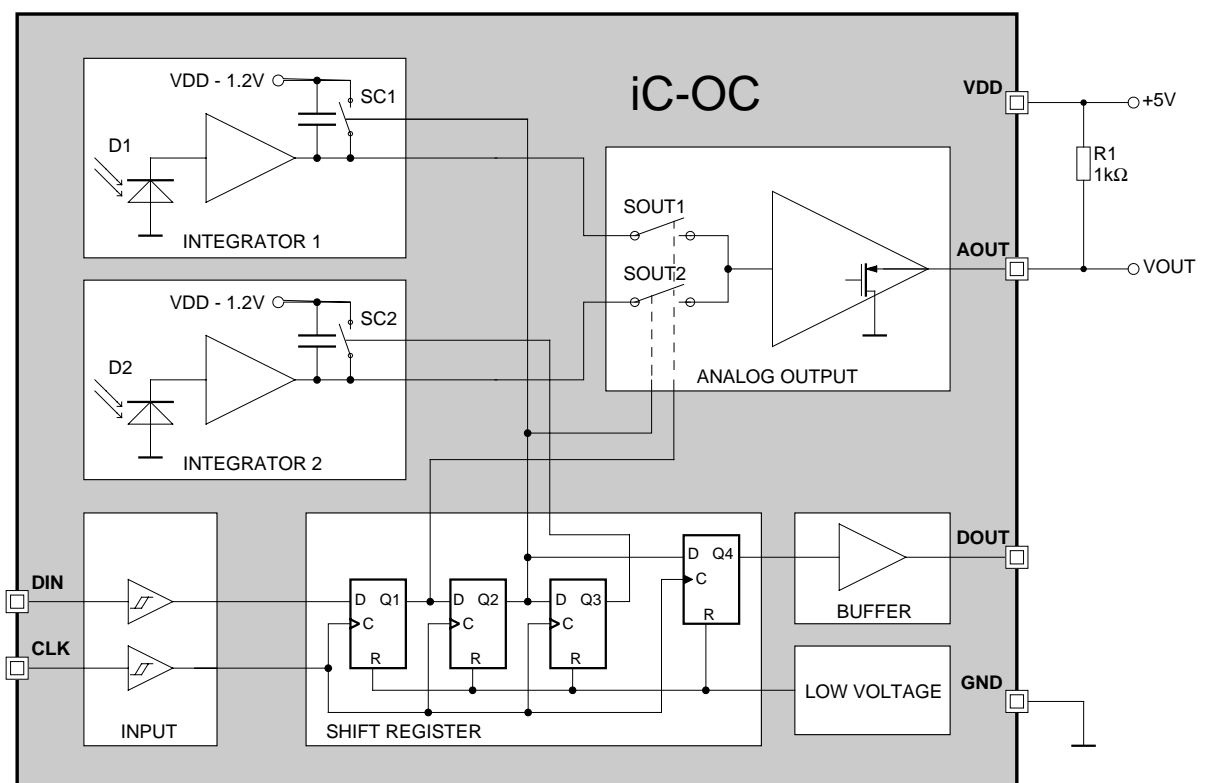 iC-OC
VDD - 1.2V
SC1
D1
INTEGRATOR 1
VDD - 1.2V
SC2
D2
INTEGRATOR 2
SOUT1
SOUT2
ANALOG OUTPUT
VDD
+5V
R1
1kΩ
AOUT
VOUT
DIN
CLK
INPUT
D Q1
C
R
D Q2
C
R
D Q3
C
R
D Q4
C
R
SHIFT REGISTER
BUFFER
DOUT
LOW VOLTAGE
GND